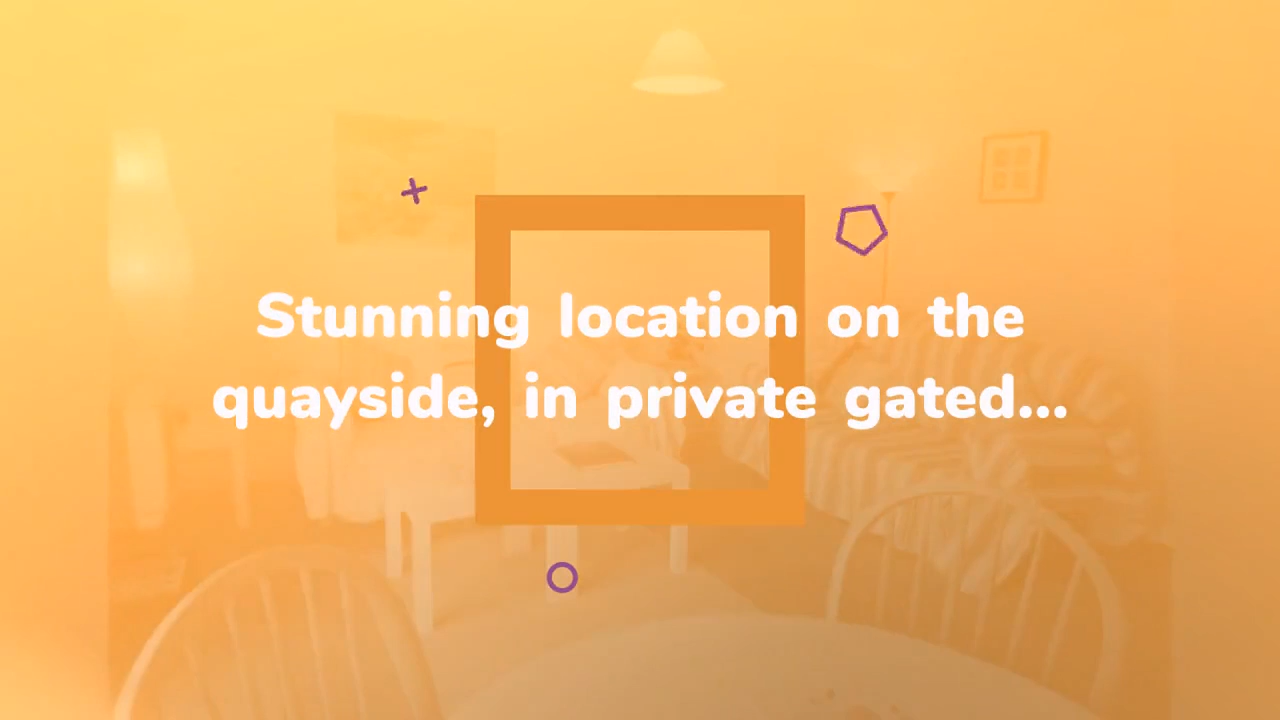 Stunning location on the
quayside, in private gated...